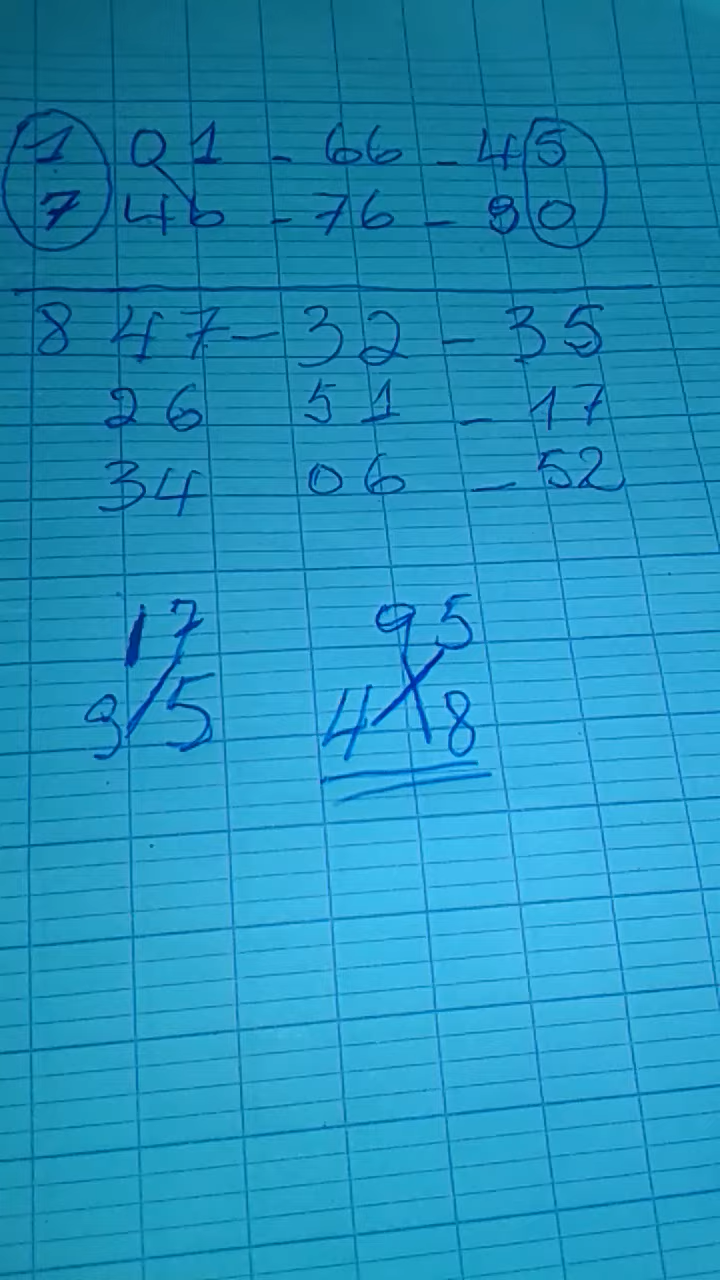 1 01 - 66 - 45
7 46 - 76 - 90
8 47 - 32 - 35
26 51 - 17
34 06 - 52
17 95
9/5 4 8